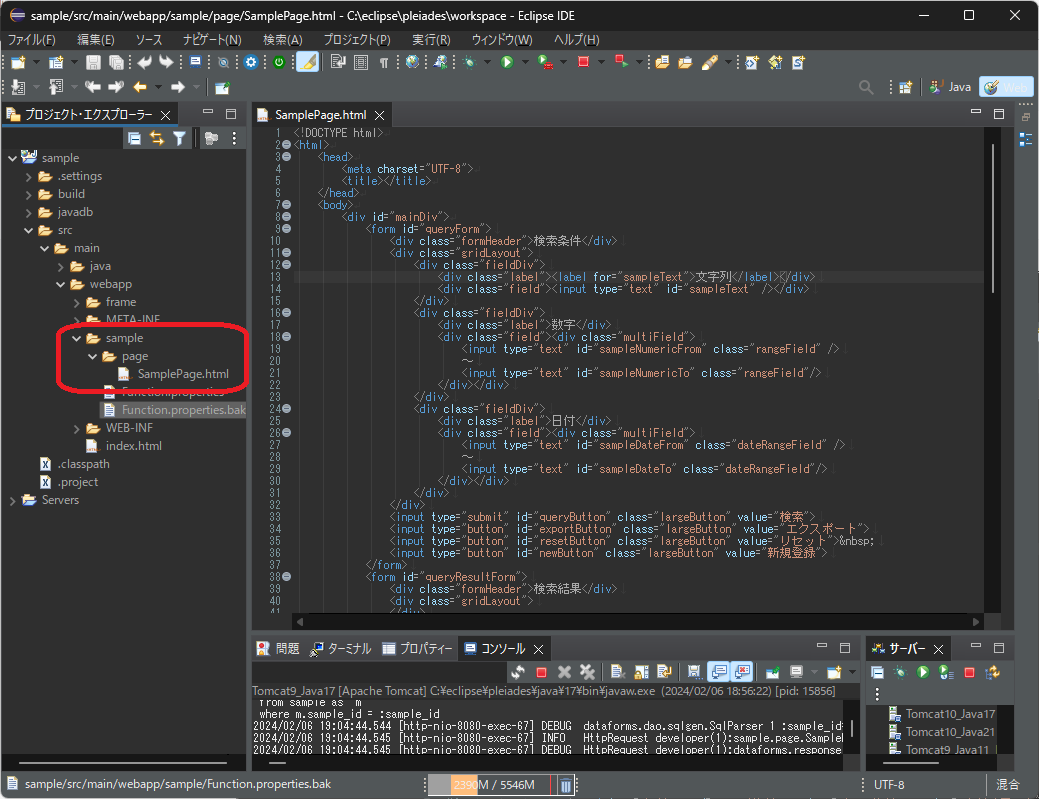 sample/src/main/webapp/sample/page/SamplePage.html - C:\eclipse\pleiades\workspace - Eclipse IDE
ファイル(F) 編集(E) ソース ナビゲート(N) 検索(A) プロジェクト(P) 実行(R) ウィンドウ(W) ヘルプ(H)
Java Web
プロジェクト・エクスプローラー
sample
.settings
build
javadb
src
main
java
webapp
frame
META-INF
sample
page
SamplePage.html
Function.properties
Function.properties.bak
WEB-INF
index.html
.classpath
.project
Servers
SamplePage.html
1 <!DOCTYPE html>
2 <html>
3 <head>
4 <meta charset="UTF-8">
5 <title></title>
6 </head>
7 <body>
8 <div id="mainDiv">
9 <form id="queryForm">
10 <div class="formHeader">検索条件</div>
11 <div class="gridLayout">
12 <div class="fieldDiv">
13 <div class="label"><label for="sampleText">文字列</label></div>
14 <div class="field"><input type="text" id="sampleText" /></div>
15 </div>
16 <div class="fieldDiv">
17 <div class="label">数字</div>
18 <div class="field"><div class="multiField">
19 <input type="text" id="sampleNumericFrom" class="rangeField" />
20 ～
21 <input type="text" id="sampleNumericTo" class="rangeField"/>
22 </div></div>
23 </div>
24 <div class="fieldDiv">
25 <div class="label">日付</div>
26 <div class="field"><div class="multiField">
27 <input type="text" id="sampleDateFrom" class="dateRangeField" />
28 ～
29 <input type="text" id="sampleDateTo" class="dateRangeField"/>
30 </div></div>
31 </div>
32 </div>
33 <input type="submit" id="queryButton" class="largeButton" value="検索">
34 <input type="button" id="exportButton" class="largeButton" value="エクスポート">
35 <input type="button" id="resetButton" class="largeButton" value="リセット">&nbsp;
36 <input type="button" id="newButton" class="largeButton" value="新規登録">
37 </form>
38 <form id="queryResultForm">
39 <div class="formHeader">検索結果</div>
40 <div class="gridLayout">
41 </div>
問題 ターミナル プロパティー コンソール
Tomcat9_Java17 [Apache Tomcat] C:¥eclipse¥pleiades¥java¥17¥bin¥javaw.exe (2024/02/06 18:56:22) [pid: 15856]
from sample as m
where m.sample_id = :sample_id
2024/02/06 19:04:44.544 [http-nio-8080-exec-67] DEBUG dataforms.dao.sqlgen.SqlParser 1 :sample_id
2024/02/06 19:04:44.545 [http-nio-8080-exec-67] INFO HttpRequest developer(1):sample.page.Sample
2024/02/06 19:04:44.545 [http-nio-8080-exec-67] DEBUG HttpRequest developer(1):dataforms.response
サーバー
Tomcat10_Java17
Tomcat10_Java21
Tomcat9_Java11
sample/src/main/webapp/sample/Function.properties.bak
2390M / 5546M
UTF-8
混合